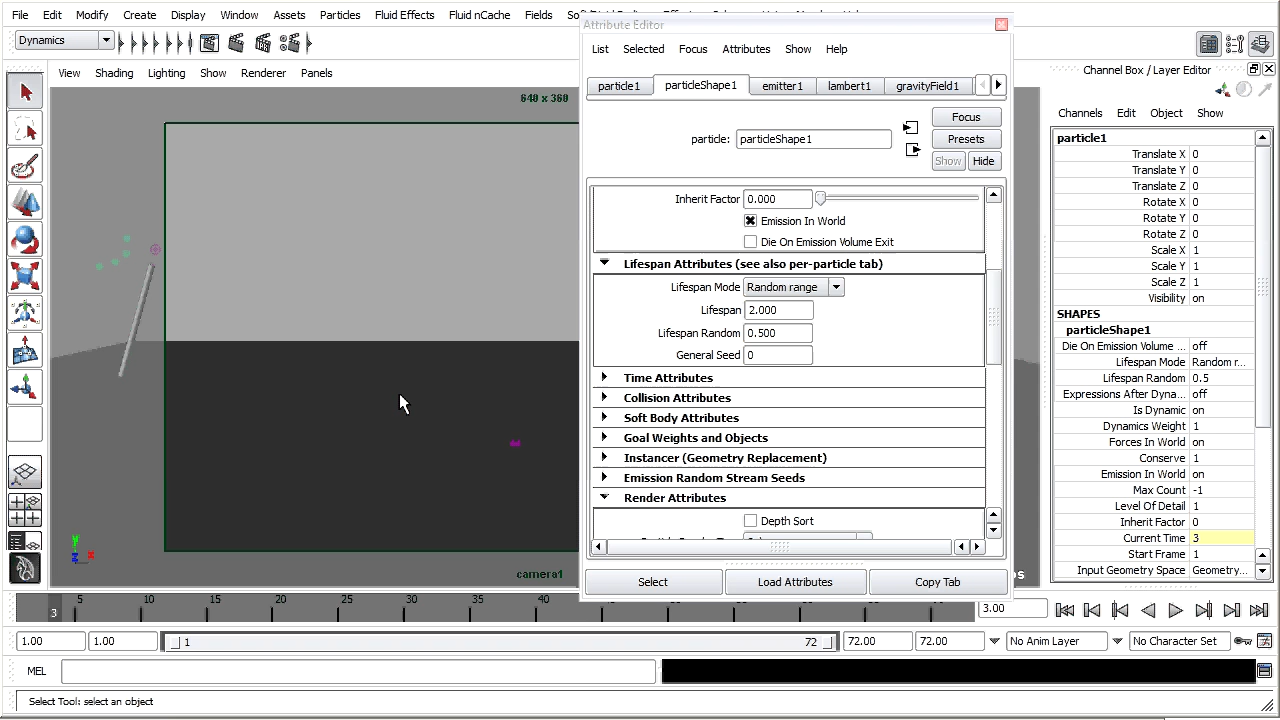 File Edit Modify Create Display Window Assets Particles Fluid Effects Fluid nCache Fields
Attribute Editor
Dynamics
List Selected Focus Attributes Show Help
View Shading Lighting Show Renderer Panels
Channel Box / Layer Editor
particle1 particleShape1 emitter1 lambert1 gravityField1
640 x 360
Channels Edit Object Show
particle: particleShape1
Focus
Presets
Show Hide
particle1
Translate X 0
Translate Y 0
Translate Z 0
Rotate X 0
Rotate Y 0
Rotate Z 0
Scale X 1
Scale Y 1
Scale Z 1
Visibility on
SHAPES
particleShape1
Die On Emission Volume ... off
Lifespan Mode Random r...
Lifespan Random 0.5
Expressions After Dyna... off
Is Dynamic on
Dynamics Weight 1
Forces In World on
Conserve 1
Emission In World on
Max Count -1
Level Of Detail 1
Inherit Factor 0
Current Time 3
Start Frame 1
Input Geometry Space Geometry...
Inherit Factor 0.000
Emission In World
Die On Emission Volume Exit
Lifespan Attributes (see also per-particle tab)
Lifespan Mode Random range
Lifespan 2.000
Lifespan Random 0.500
General Seed 0
Time Attributes
Collision Attributes
Soft Body Attributes
Goal Weights and Objects
Instancer (Geometry Replacement)
Emission Random Stream Seeds
Render Attributes
Depth Sort
Select Load Attributes Copy Tab
y
z x
camera1
3 5 10 15 20 25 30 35 40 45
3.00
1.00 1.00 1 72 72.00 72.00 No Anim Layer No Character Set
MEL
Select Tool: select an object